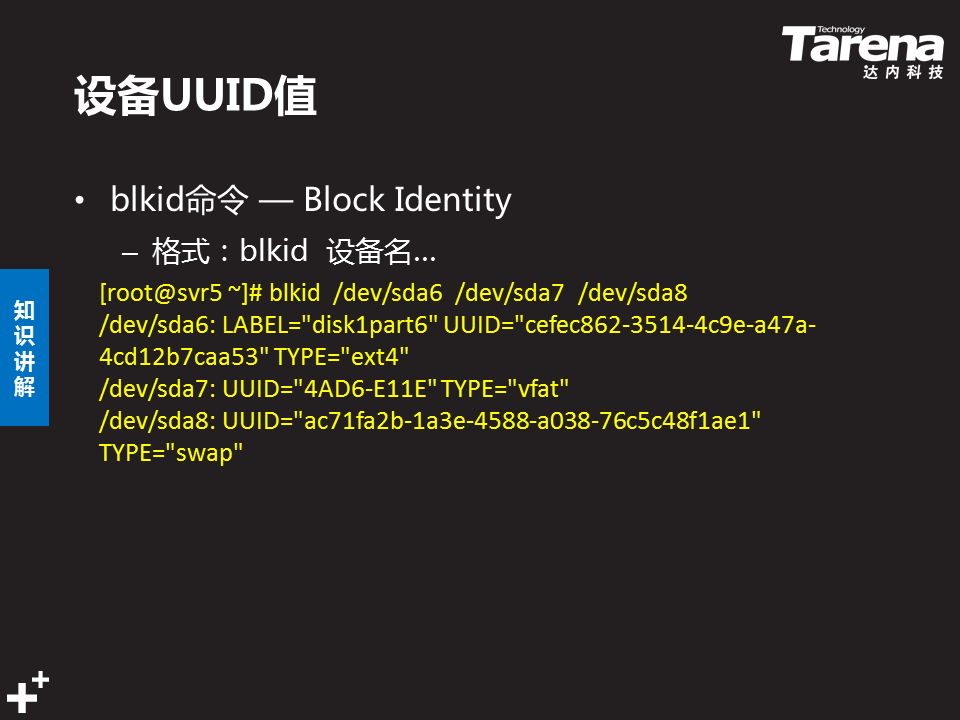 Technology
Tarena
达内科技
设备UUID值
• blkid命令 — Block Identity
– 格式：blkid 设备名...
[root@svr5 ~]# blkid /dev/sda6 /dev/sda7 /dev/sda8
/dev/sda6: LABEL="disk1part6" UUID="cefec862-3514-4c9e-a47a-
4cd12b7caa53" TYPE="ext4"
/dev/sda7: UUID="4AD6-E11E" TYPE="vfat"
/dev/sda8: UUID="ac71fa2b-1a3e-4588-a038-76c5c48f1ae1"
TYPE="swap"
知
识
讲
解